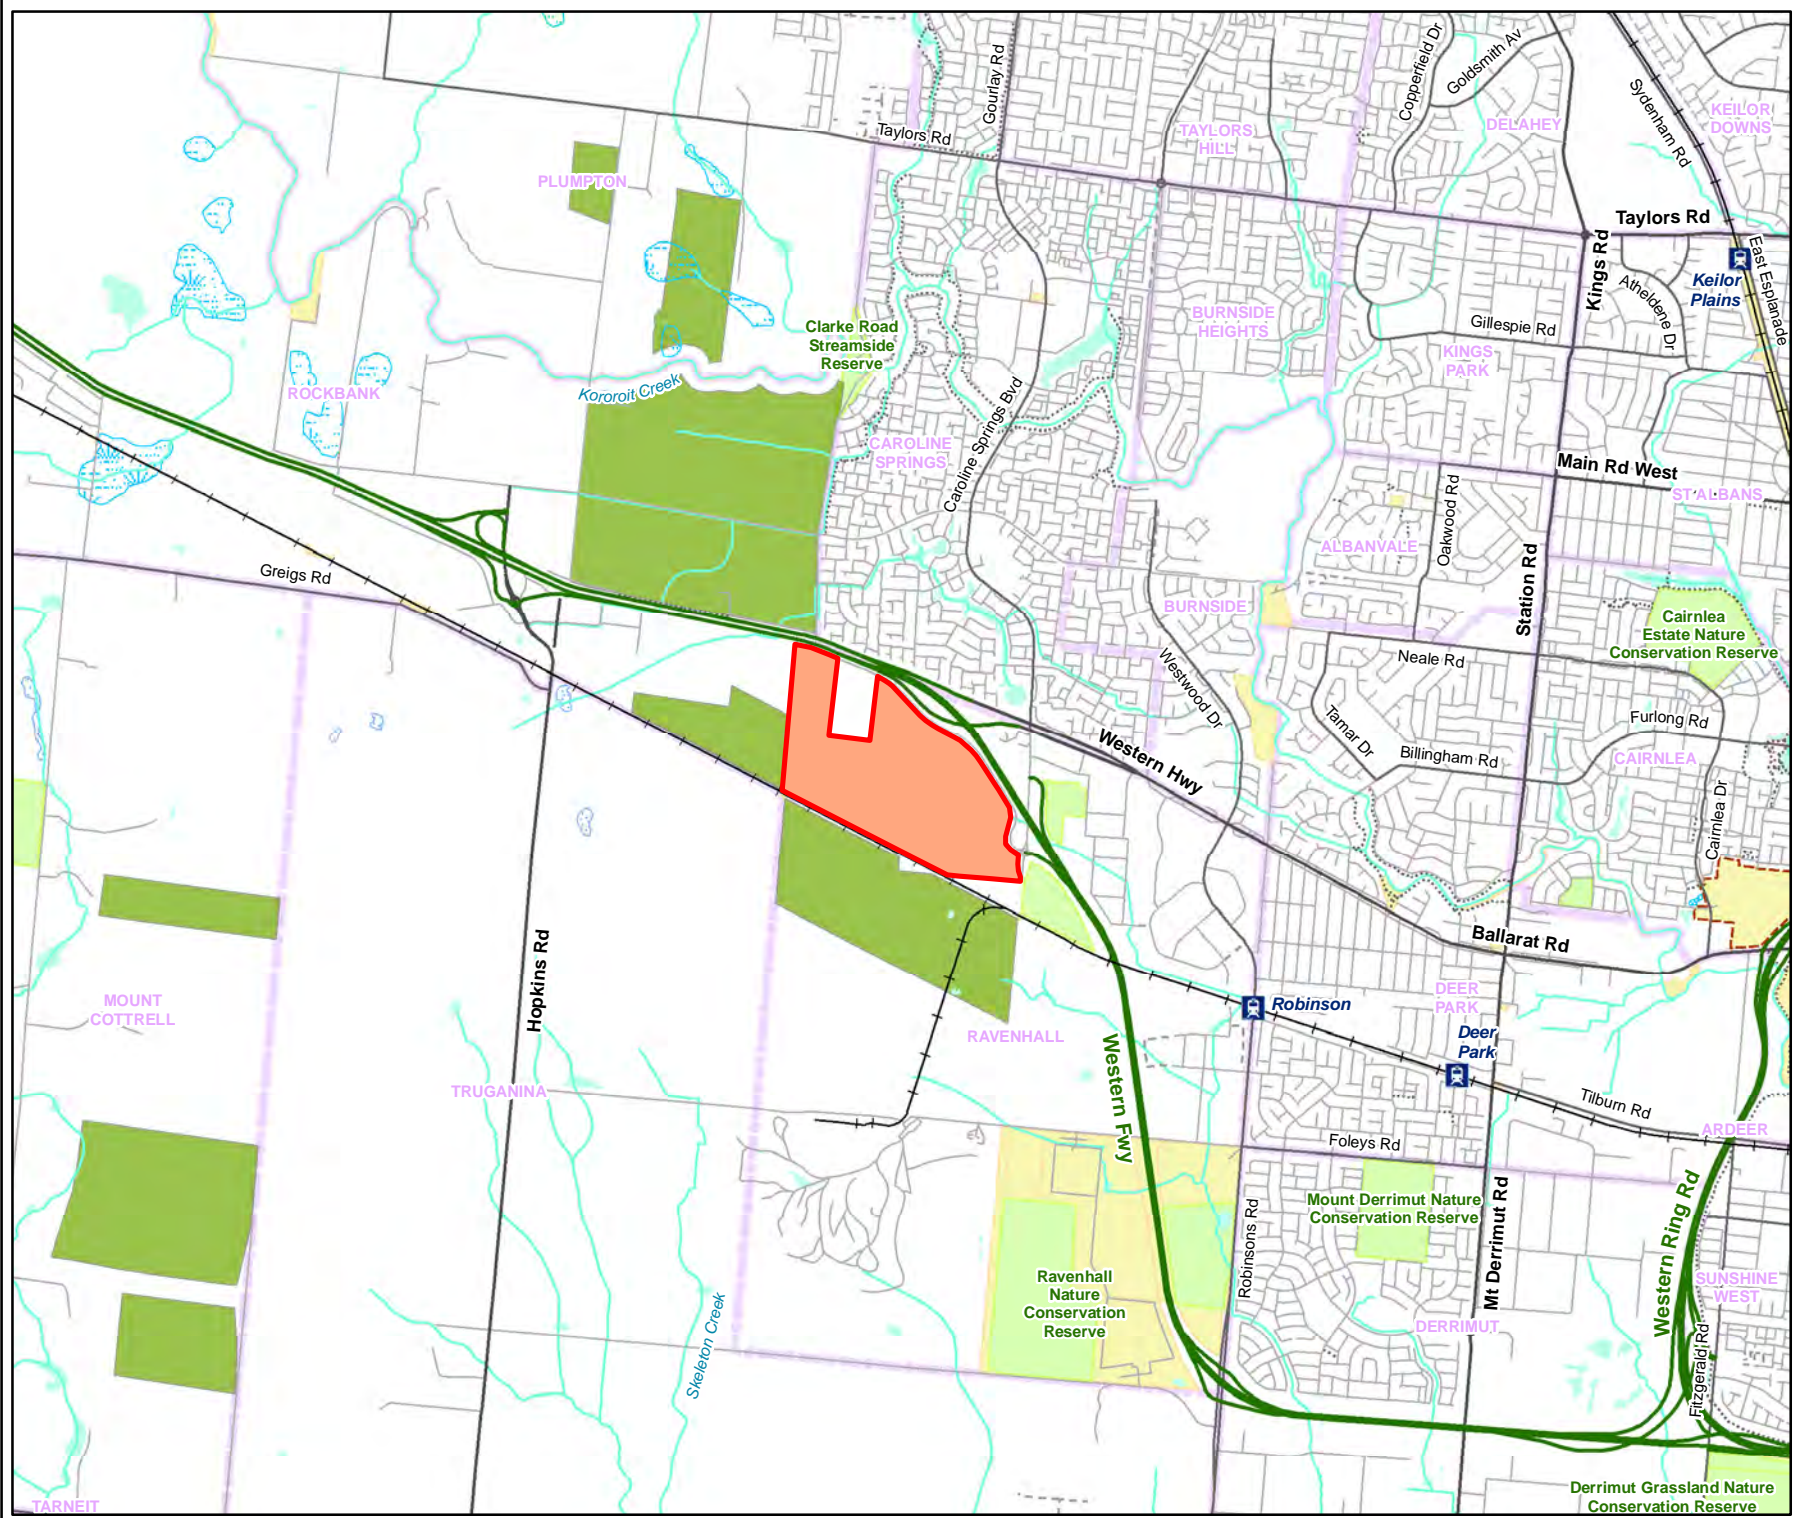 Gourlay Rd
Copperfield Dr
Goldsmith Av
Sydenham Rd
KEILOR
DOWNS
Taylors Rd
TAYLORS
HILL
DELAHEY
PLUMPTON
Taylors Rd
Kings Rd
East Esplanade
Keilor
Plains
Atheldene Dr
Clarke Road
Streamside
Reserve
BURNSIDE
HEIGHTS
Gillespie Rd
KINGS
PARK
Kororoit Creek
ROCKBANK
Caroline Springs Bvd
CAROLINE
SPRINGS
Main Rd West
ST ALBANS
Oakwood Rd
ALBANVALE
Greigs Rd
Station Rd
BURNSIDE
Cairnlea
Estate Nature
Conservation Reserve
Neale Rd
Westwood Dr
Tamar Dr
Furlong Rd
Western Hwy
Billingham Rd
CAIRNLEA
Cairnlea Dr
Hopkins Rd
Ballarat Rd
MOUNT
COTTRELL
Robinson
DEER
PARK
Deer
Park
RAVENHALL
Western Fwy
TRUGANINA
Tilburn Rd
ARDEER
Foleys Rd
Mount Derrimut Nature
Conservation Reserve
Robinsons Rd
Mt Derrimut Rd
Western Ring Rd
Ravenhall
Nature
Conservation
Reserve
SUNSHINE
WEST
Skeleton Creek
DERRIMUT
Fitzgerald Rd
TARNEIT
Derrimut Grassland Nature
Conservation Reserve